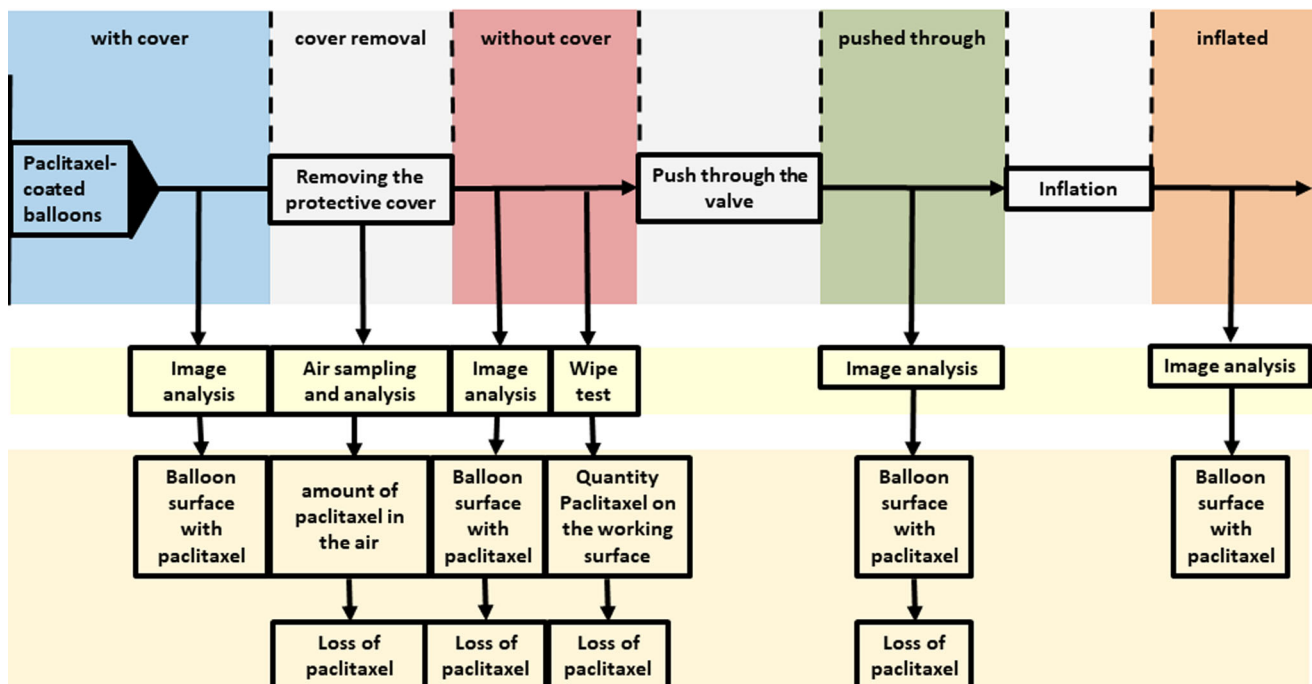 with cover
cover removal
without cover
pushed through
inflated
Paclitaxel-
coated
balloons
Removing the
protective cover
Push through the
valve
Inflation
Image
analysis
Air sampling
and analysis
Image
analysis
Wipe
test
Image analysis
Image analysis
Balloon
surface
with
paclitaxel
amount of
paclitaxel in
the air
Balloon
surface
with
paclitaxel
Quantity
Paclitaxel on
the working
surface
Balloon
surface
with
paclitaxel
Balloon
surface
with
paclitaxel
Loss of
paclitaxel
Loss of
paclitaxel
Loss of
paclitaxel
Loss of
paclitaxel